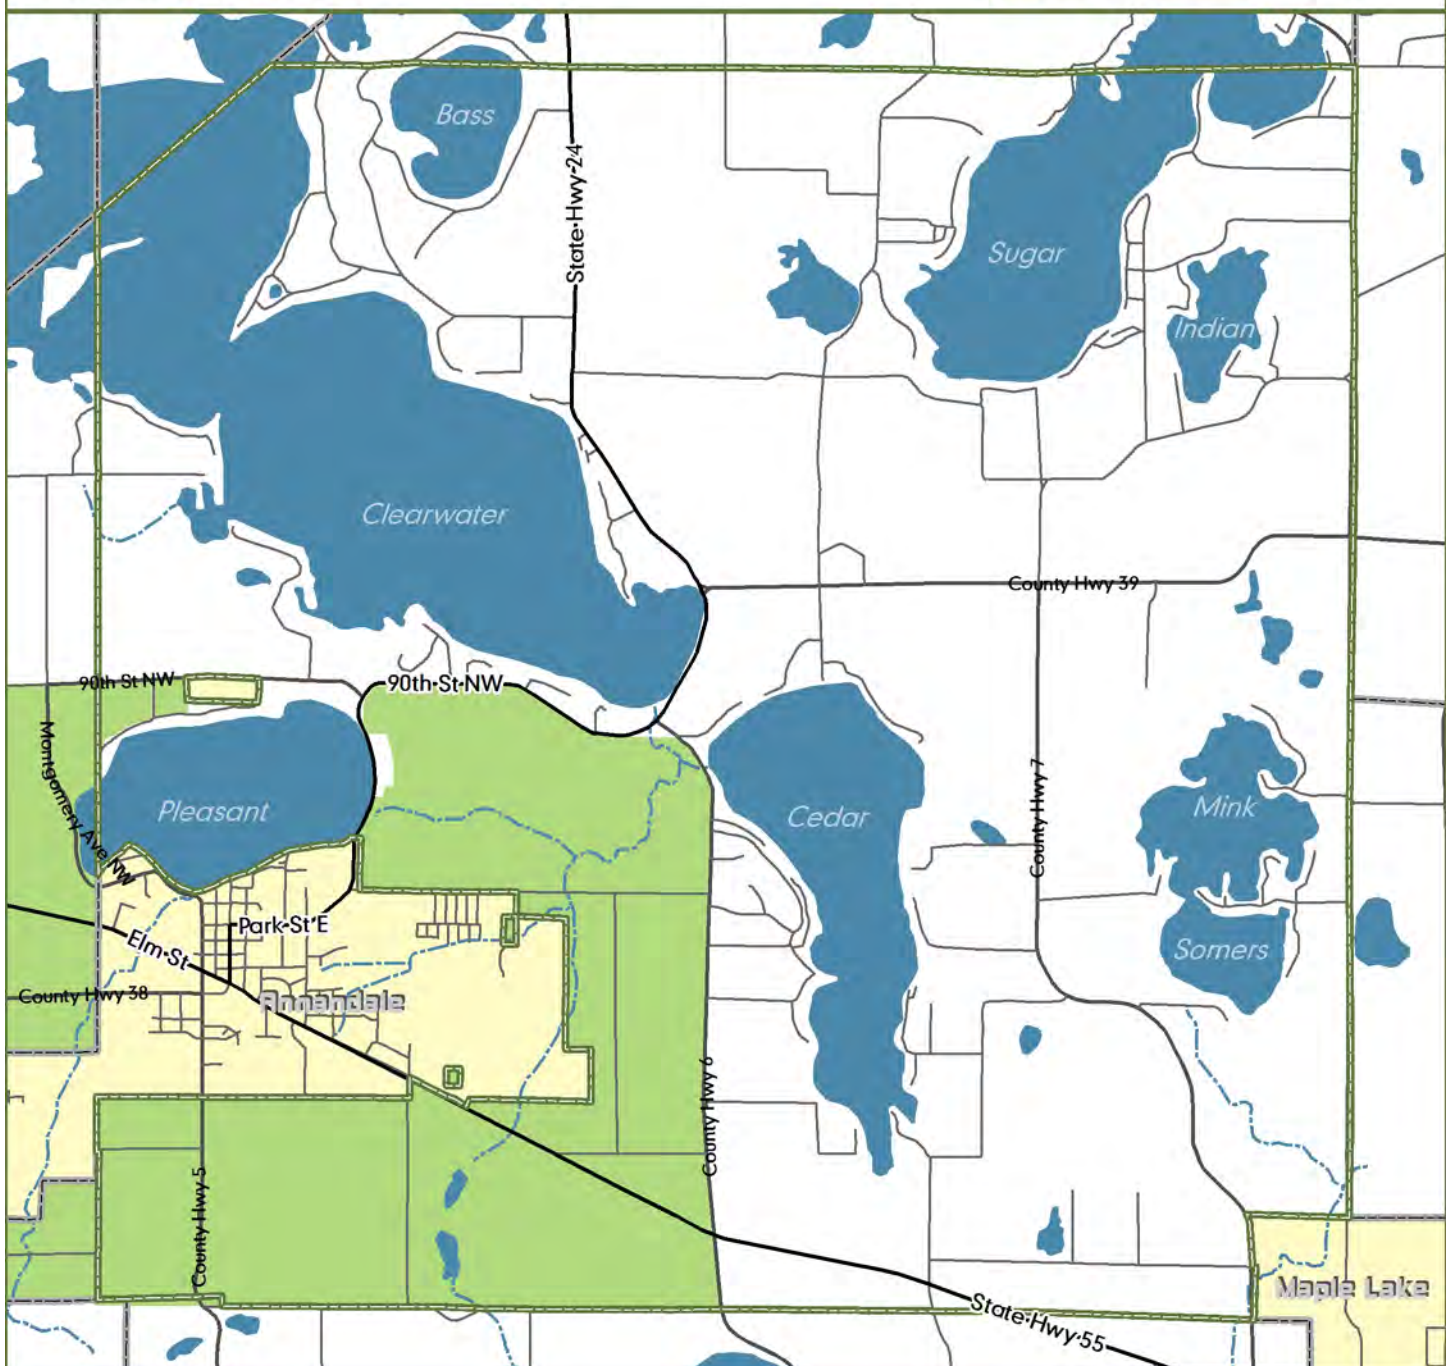 Bass
State Hwy 24
Sugar
Indian
Clearwater
County Hwy 39
90th St NW
90th St NW
Montgomery Ave NW
Pleasant
Cedar
County Hwy 7
Mink
Park St E
Elm St
Somers
County Hwy 38
Annandale
County Hwy 6
County Hwy 5
Maple Lake
State Hwy 55